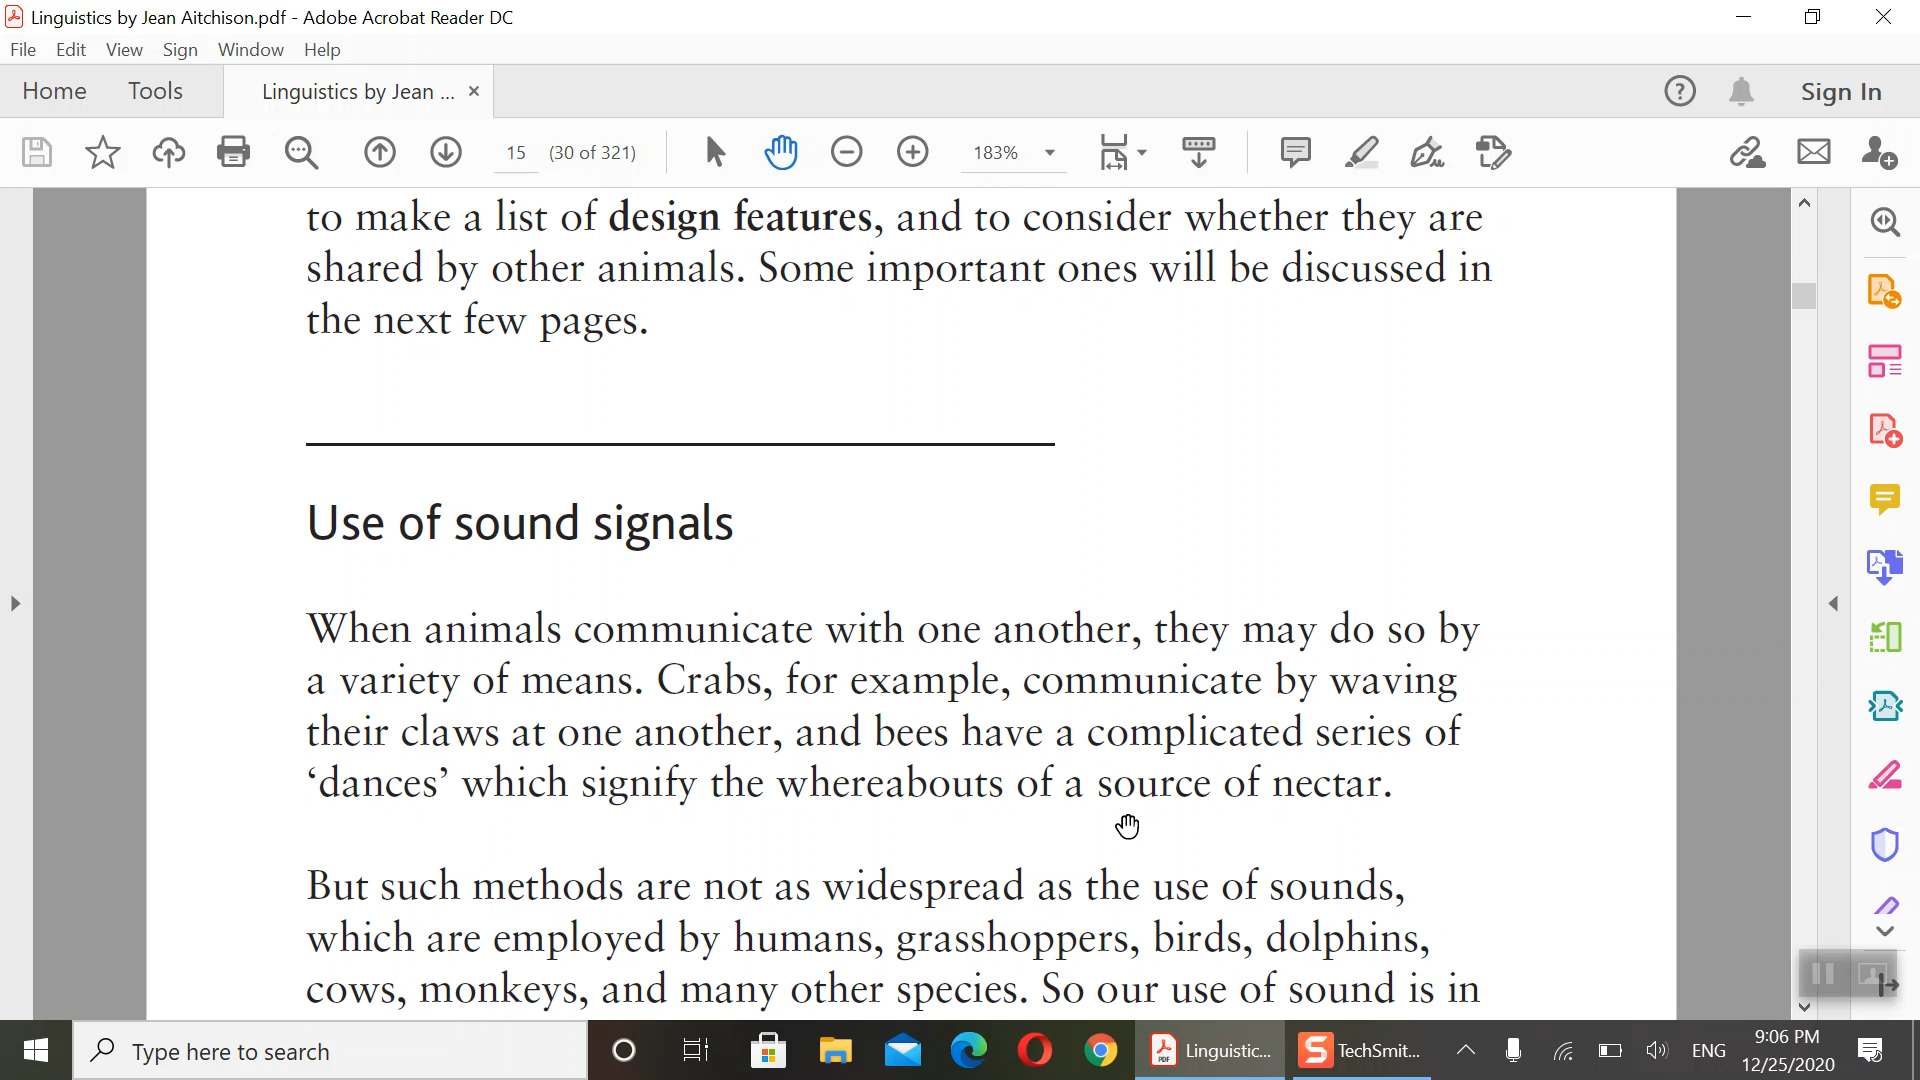 Linguistics by Jean Aitchison.pdf - Adobe Acrobat Reader DC
File Edit View Sign Window Help
Home Tools Linguistics by Jean ... × Sign In
15 (30 of 321) 183%
to make a list of design features, and to consider whether they are
shared by other animals. Some important ones will be discussed in
the next few pages.
Use of sound signals
When animals communicate with one another, they may do so by
a variety of means. Crabs, for example, communicate by waving
their claws at one another, and bees have a complicated series of
‘dances’ which signify the whereabouts of a source of nectar.
But such methods are not as widespread as the use of sounds,
which are employed by humans, grasshoppers, birds, dolphins,
cows, monkeys, and many other species. So our use of sound is in
Type here to search Linguistic... TechSmit... ENG 9:06 PM
12/25/2020